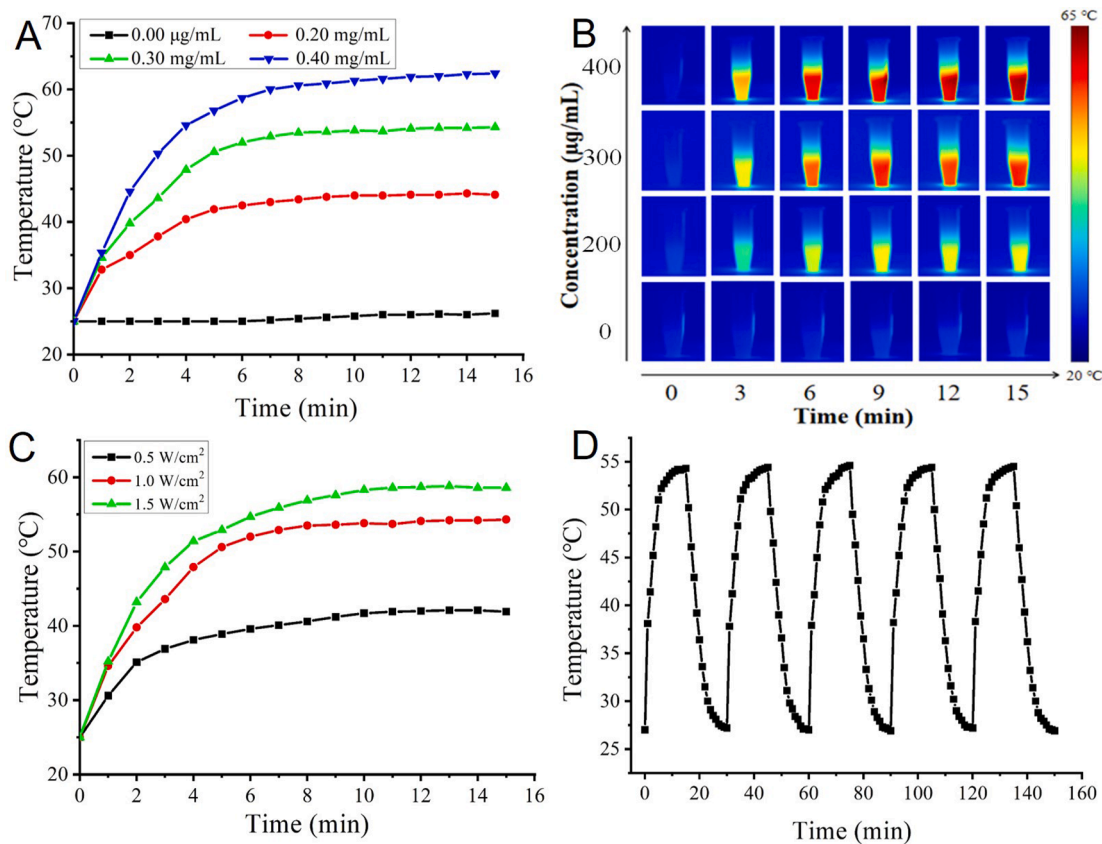 A
70
60
50
40
30
20
0.00 μg/mL 0.20 mg/mL
0.30 mg/mL 0.40 mg/mL
Temperature (℃)
0 2 4 6 8 10 12 14 16
Time (min)
B
65 ℃
400
300
200
0
Concentration (μg/mL)
20 ℃
0 3 6 9 12 15
Time (min)
C
60
50
40
30
20
0.5 W/cm²
1.0 W/cm²
1.5 W/cm²
Temperature (℃)
0 2 4 6 8 10 12 14 16
Time (min)
D
55
50
45
40
35
30
25
Temperature (℃)
0 20 40 60 80 100 120 140 160
Time (min)